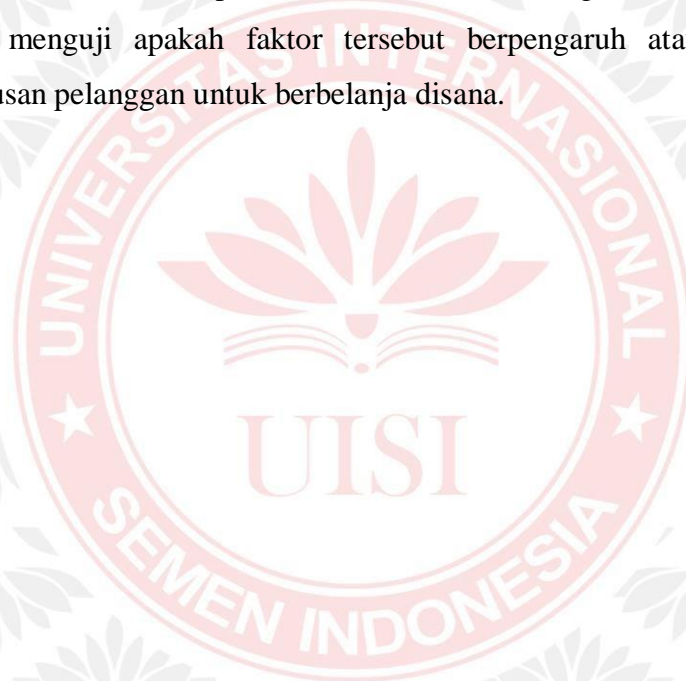 menguji apakah faktor tersebut berpengaruh ata
usan pelanggan untuk berbelanja disana.
UNIVERSITAS INTERNASIONAL
UISI
SEMEN INDONESIA